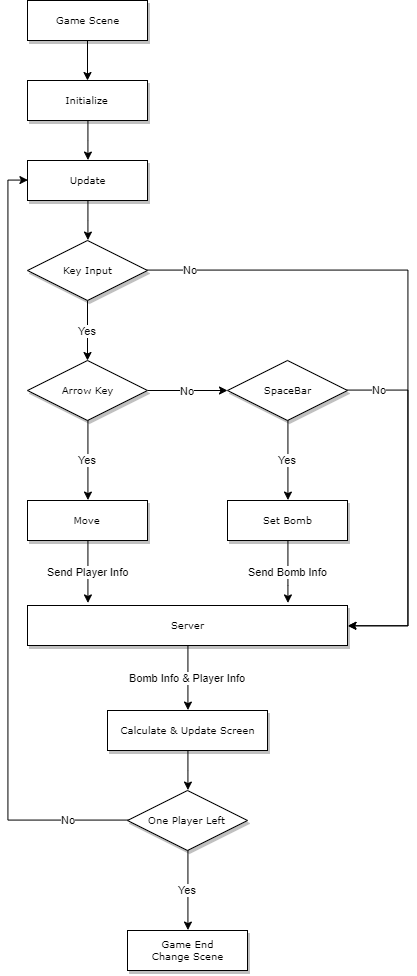 Game Scene
Initialize
Update
Key Input
No
Yes
Arrow Key
No
SpaceBar
No
Yes
Yes
Move
Set Bomb
Send Player Info
Send Bomb Info
Server
Bomb Info & Player Info
Calculate & Update Screen
One Player Left
No
Yes
Game End
Change Scene